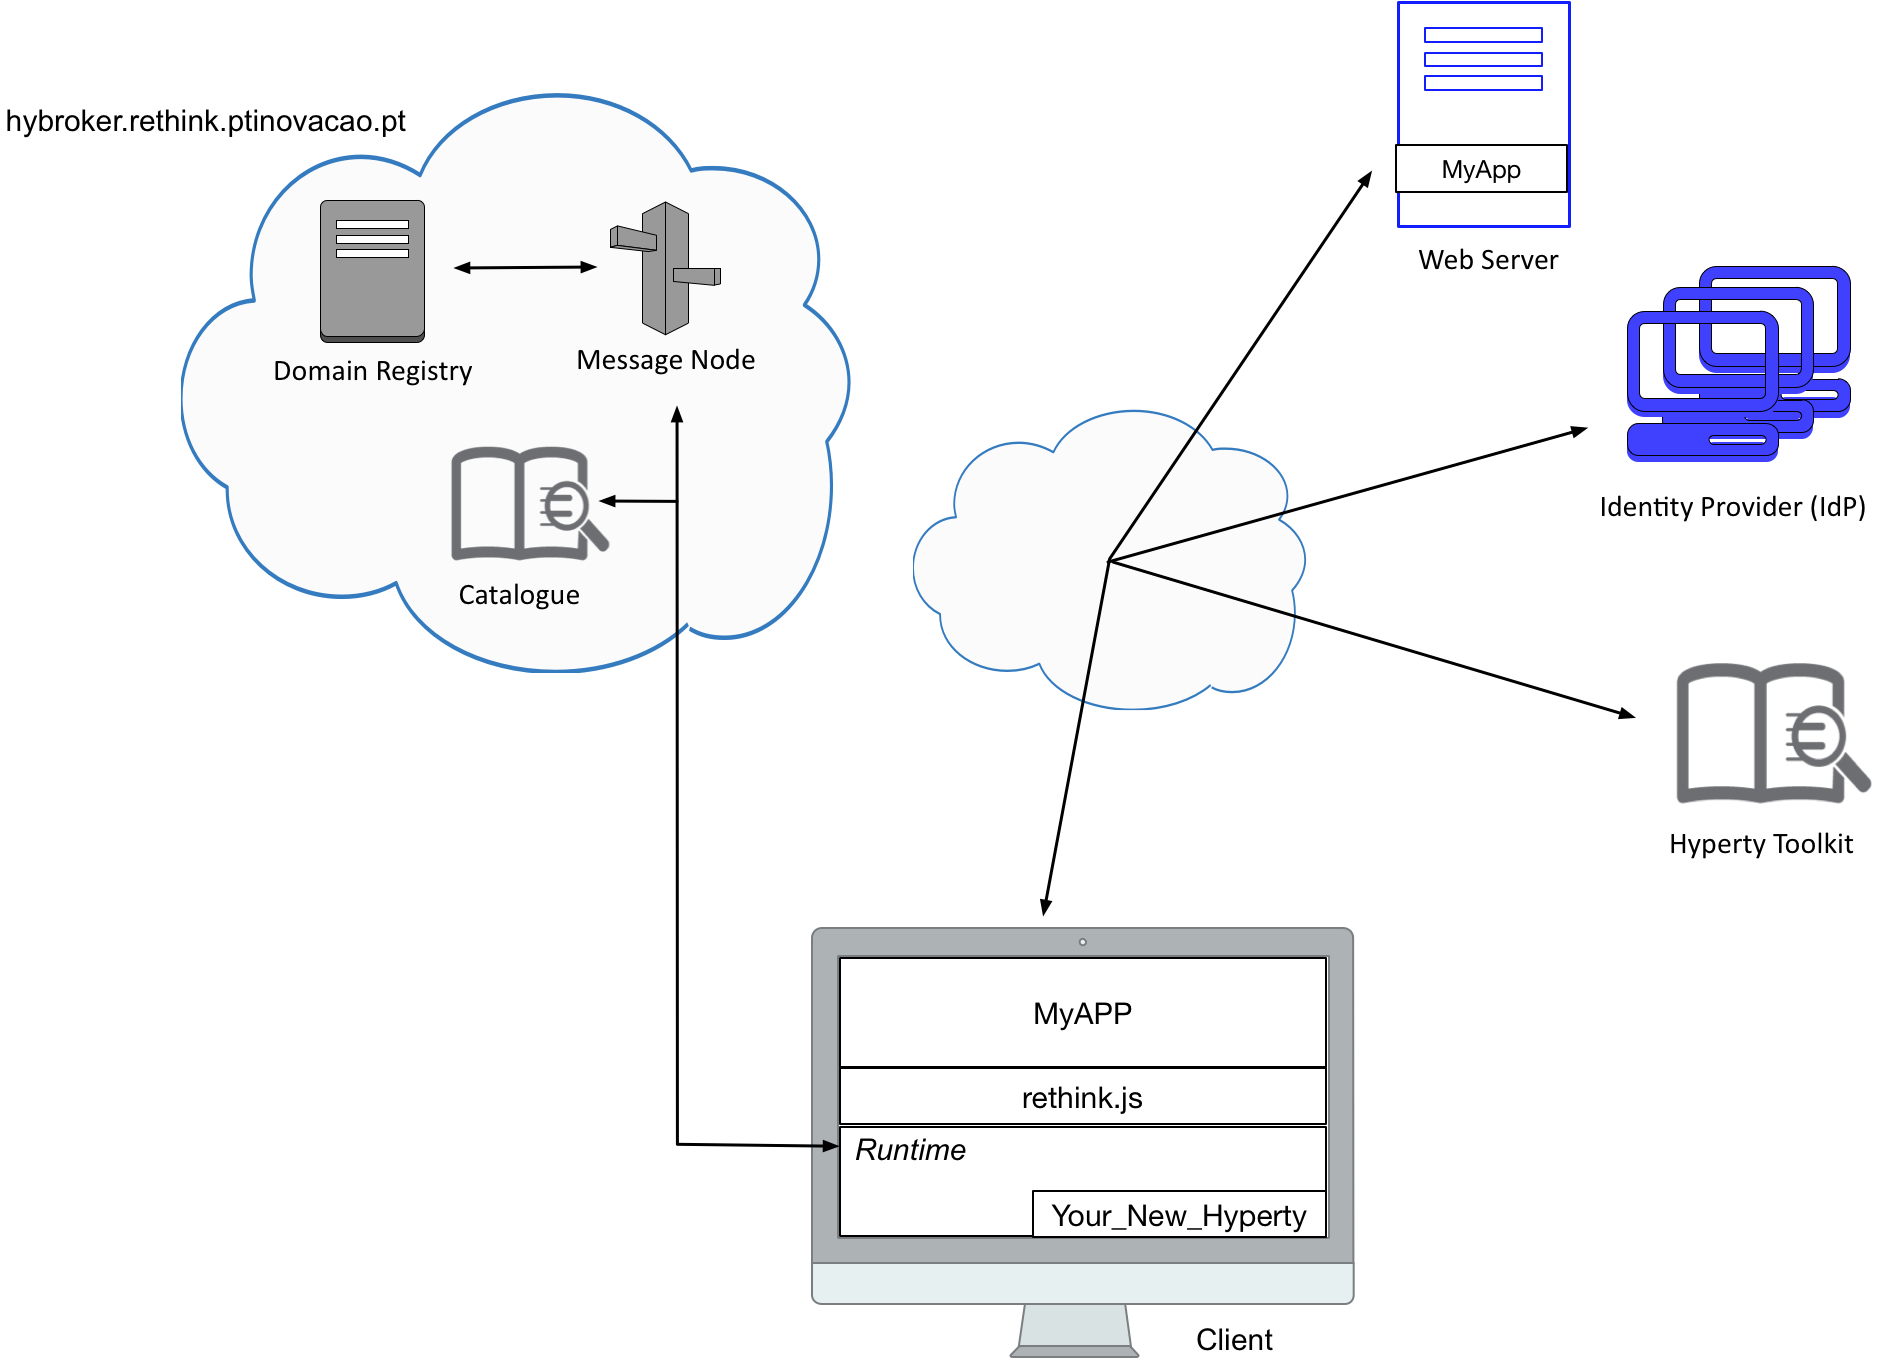 hybroker.rethink.ptinovacao.pt
MyApp
Web Server
Domain Registry
Message Node
Identity Provider (IdP)
Catalogue
Hyperty Toolkit
MyAPP
rethink.js
Runtime
Your_New_Hyperty
Client